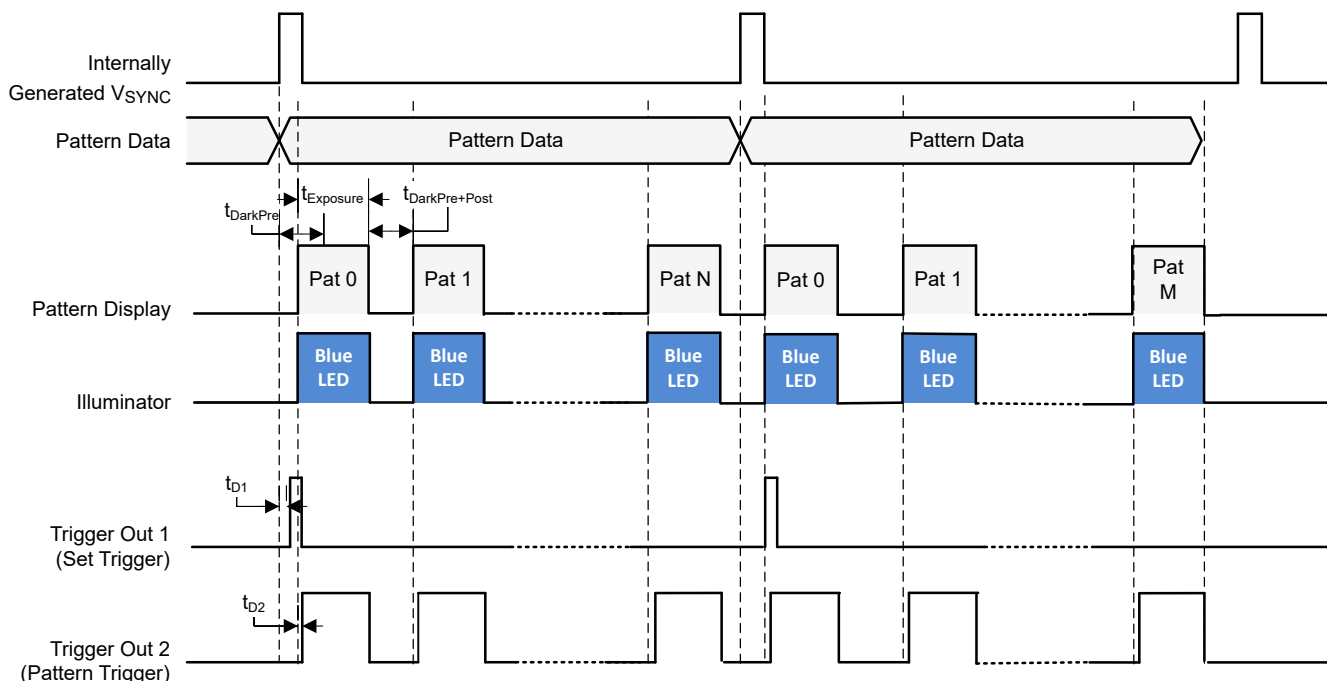 Internally
Generated VSYNC
Pattern Data
Pattern Data
Pattern Data
tExposure
tDarkPre+Post
tDarkPre
Pat 0
Pat 1
Pat N
Pat 0
Pat 1
Pat
M
Pattern Display
Blue
LED
Blue
LED
Blue
LED
Blue
LED
Blue
LED
Blue
LED
Illuminator
tD1
Trigger Out 1
(Set Trigger)
tD2
Trigger Out 2
(Pattern Trigger)